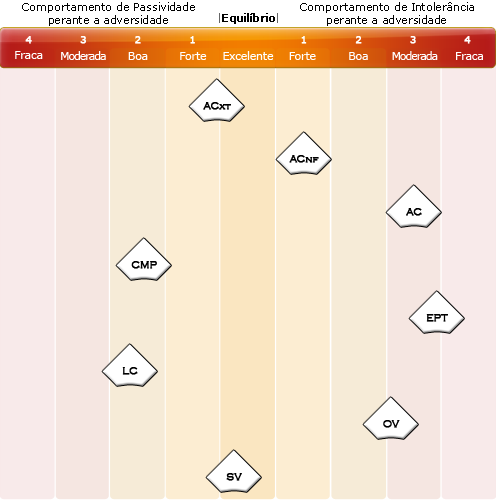 Comportamento de Passividade
perante a adversidade
|Equilíbrio|
Comportamento de Intolerância
perante a adversidade
4 3 2 1 1 2 3 4
Fraca Moderada Boa Forte Excelente Forte Boa Moderada Fraca
ACXT
ACNF
AC
CMP
EPT
LC
OV
SV